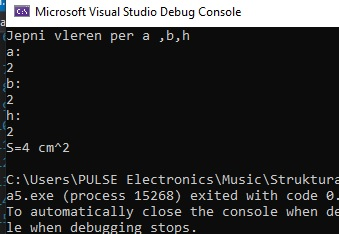 Microsoft Visual Studio Debug Console
Jepni vleren per a ,b,h
a:
2
b:
2
h:
2
S=4 cm^2
C:\Users\PULSE Electronics\Music\Struktura
a5.exe (process 15268) exited with code 0.
To automatically close the console when de
le when debugging stops.